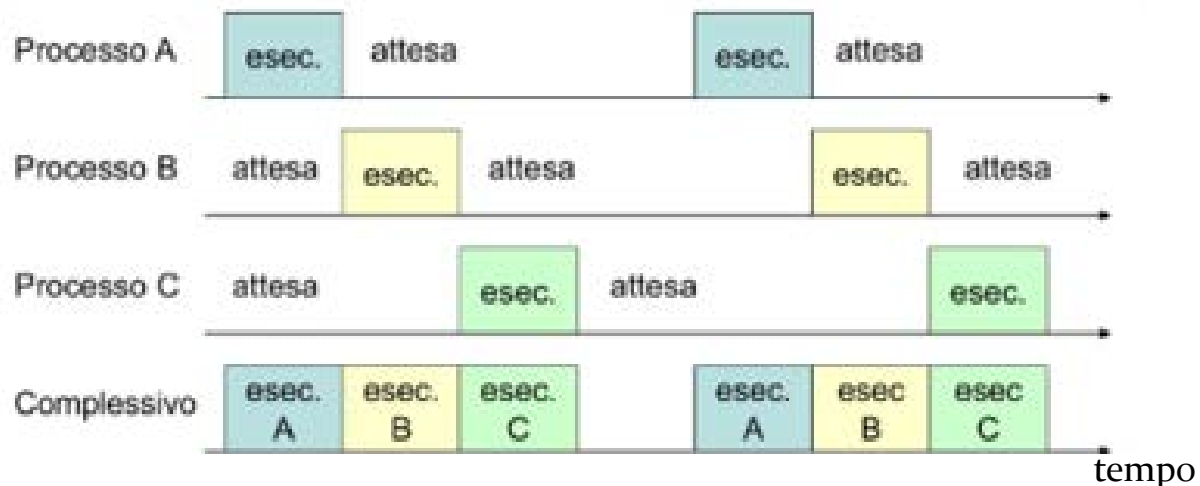 Processo A esec. attesa esec. attesa
Processo B attesa esec. attesa esec. attesa
Processo C attesa esec. attesa esec.
Complessivo esec. A esec. B esec. C esec. A esec B esec C
tempo